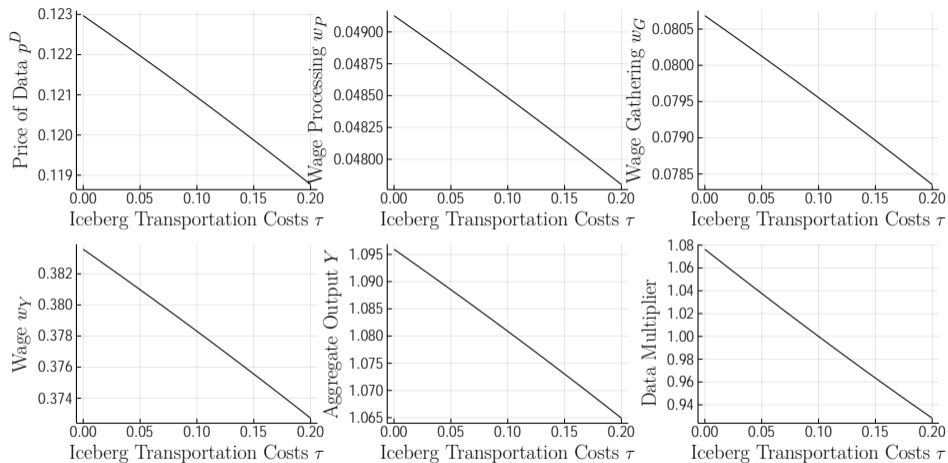 Price of Data $p^D$
0.123
0.122
0.121
0.120
0.119
0.00 0.05 0.10 0.15 0.20
Iceberg Transportation Costs τ
Wage Processing $w_P$
0.04900
0.04875
0.04850
0.04825
0.04800
0.00 0.05 0.10 0.15 0.20
Iceberg Transportation Costs τ
Wage Gathering $w_G$
0.0805
0.0800
0.0795
0.0790
0.0785
0.00 0.05 0.10 0.15 0.20
Iceberg Transportation Costs τ
Wage $w_Y$
0.382
0.380
0.378
0.376
0.374
0.00 0.05 0.10 0.15 0.20
Iceberg Transportation Costs τ
Aggregate Output $Y$
1.095
1.090
1.085
1.080
1.075
1.070
1.065
0.00 0.05 0.10 0.15 0.20
Iceberg Transportation Costs τ
Data Multiplier
1.08
1.06
1.04
1.02
1.00
0.98
0.96
0.94
0.00 0.05 0.10 0.15 0.20
Iceberg Transportation Costs τ